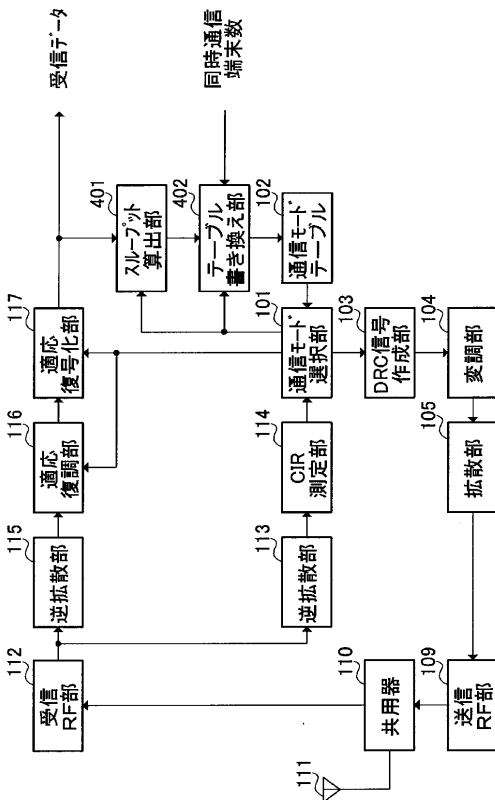 受信データ
同時通信
端末数
401
スループット
算出部
402
テーブル
書き換え部
102
通信モード
テーブル
117
適応
復号化部
101
通信モード
選択部
103
DRC信号
作成部
104
変調部
116
適応
復調部
114
CIR
測定部
105
拡散部
115
逆拡散部
113
逆拡散部
112
受信
RF部
110
共用器
109
送信
RF部
111